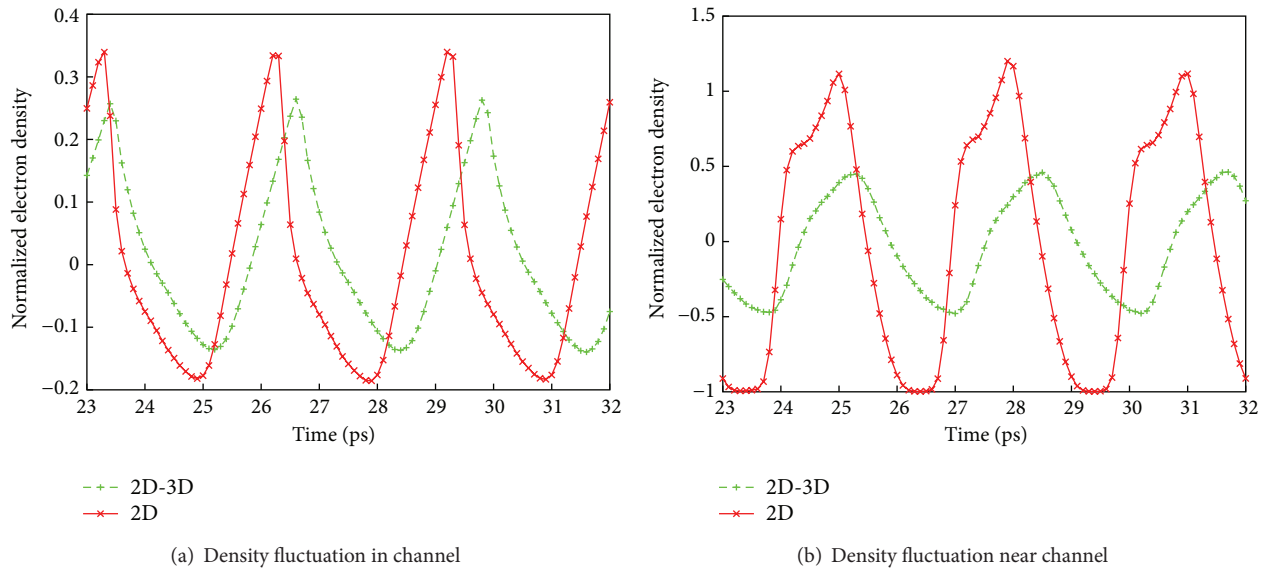 0.4
0.3
0.2
0.1
0
−0.1
−0.2
Normalized electron density
23 24 25 26 27 28 29 30 31 32
Time (ps)
2D-3D
2D
(a) Density fluctuation in channel
1.5
1
0.5
0
−0.5
−1
Normalized electron density
23 24 25 26 27 28 29 30 31 32
Time (ps)
2D-3D
2D
(b) Density fluctuation near channel